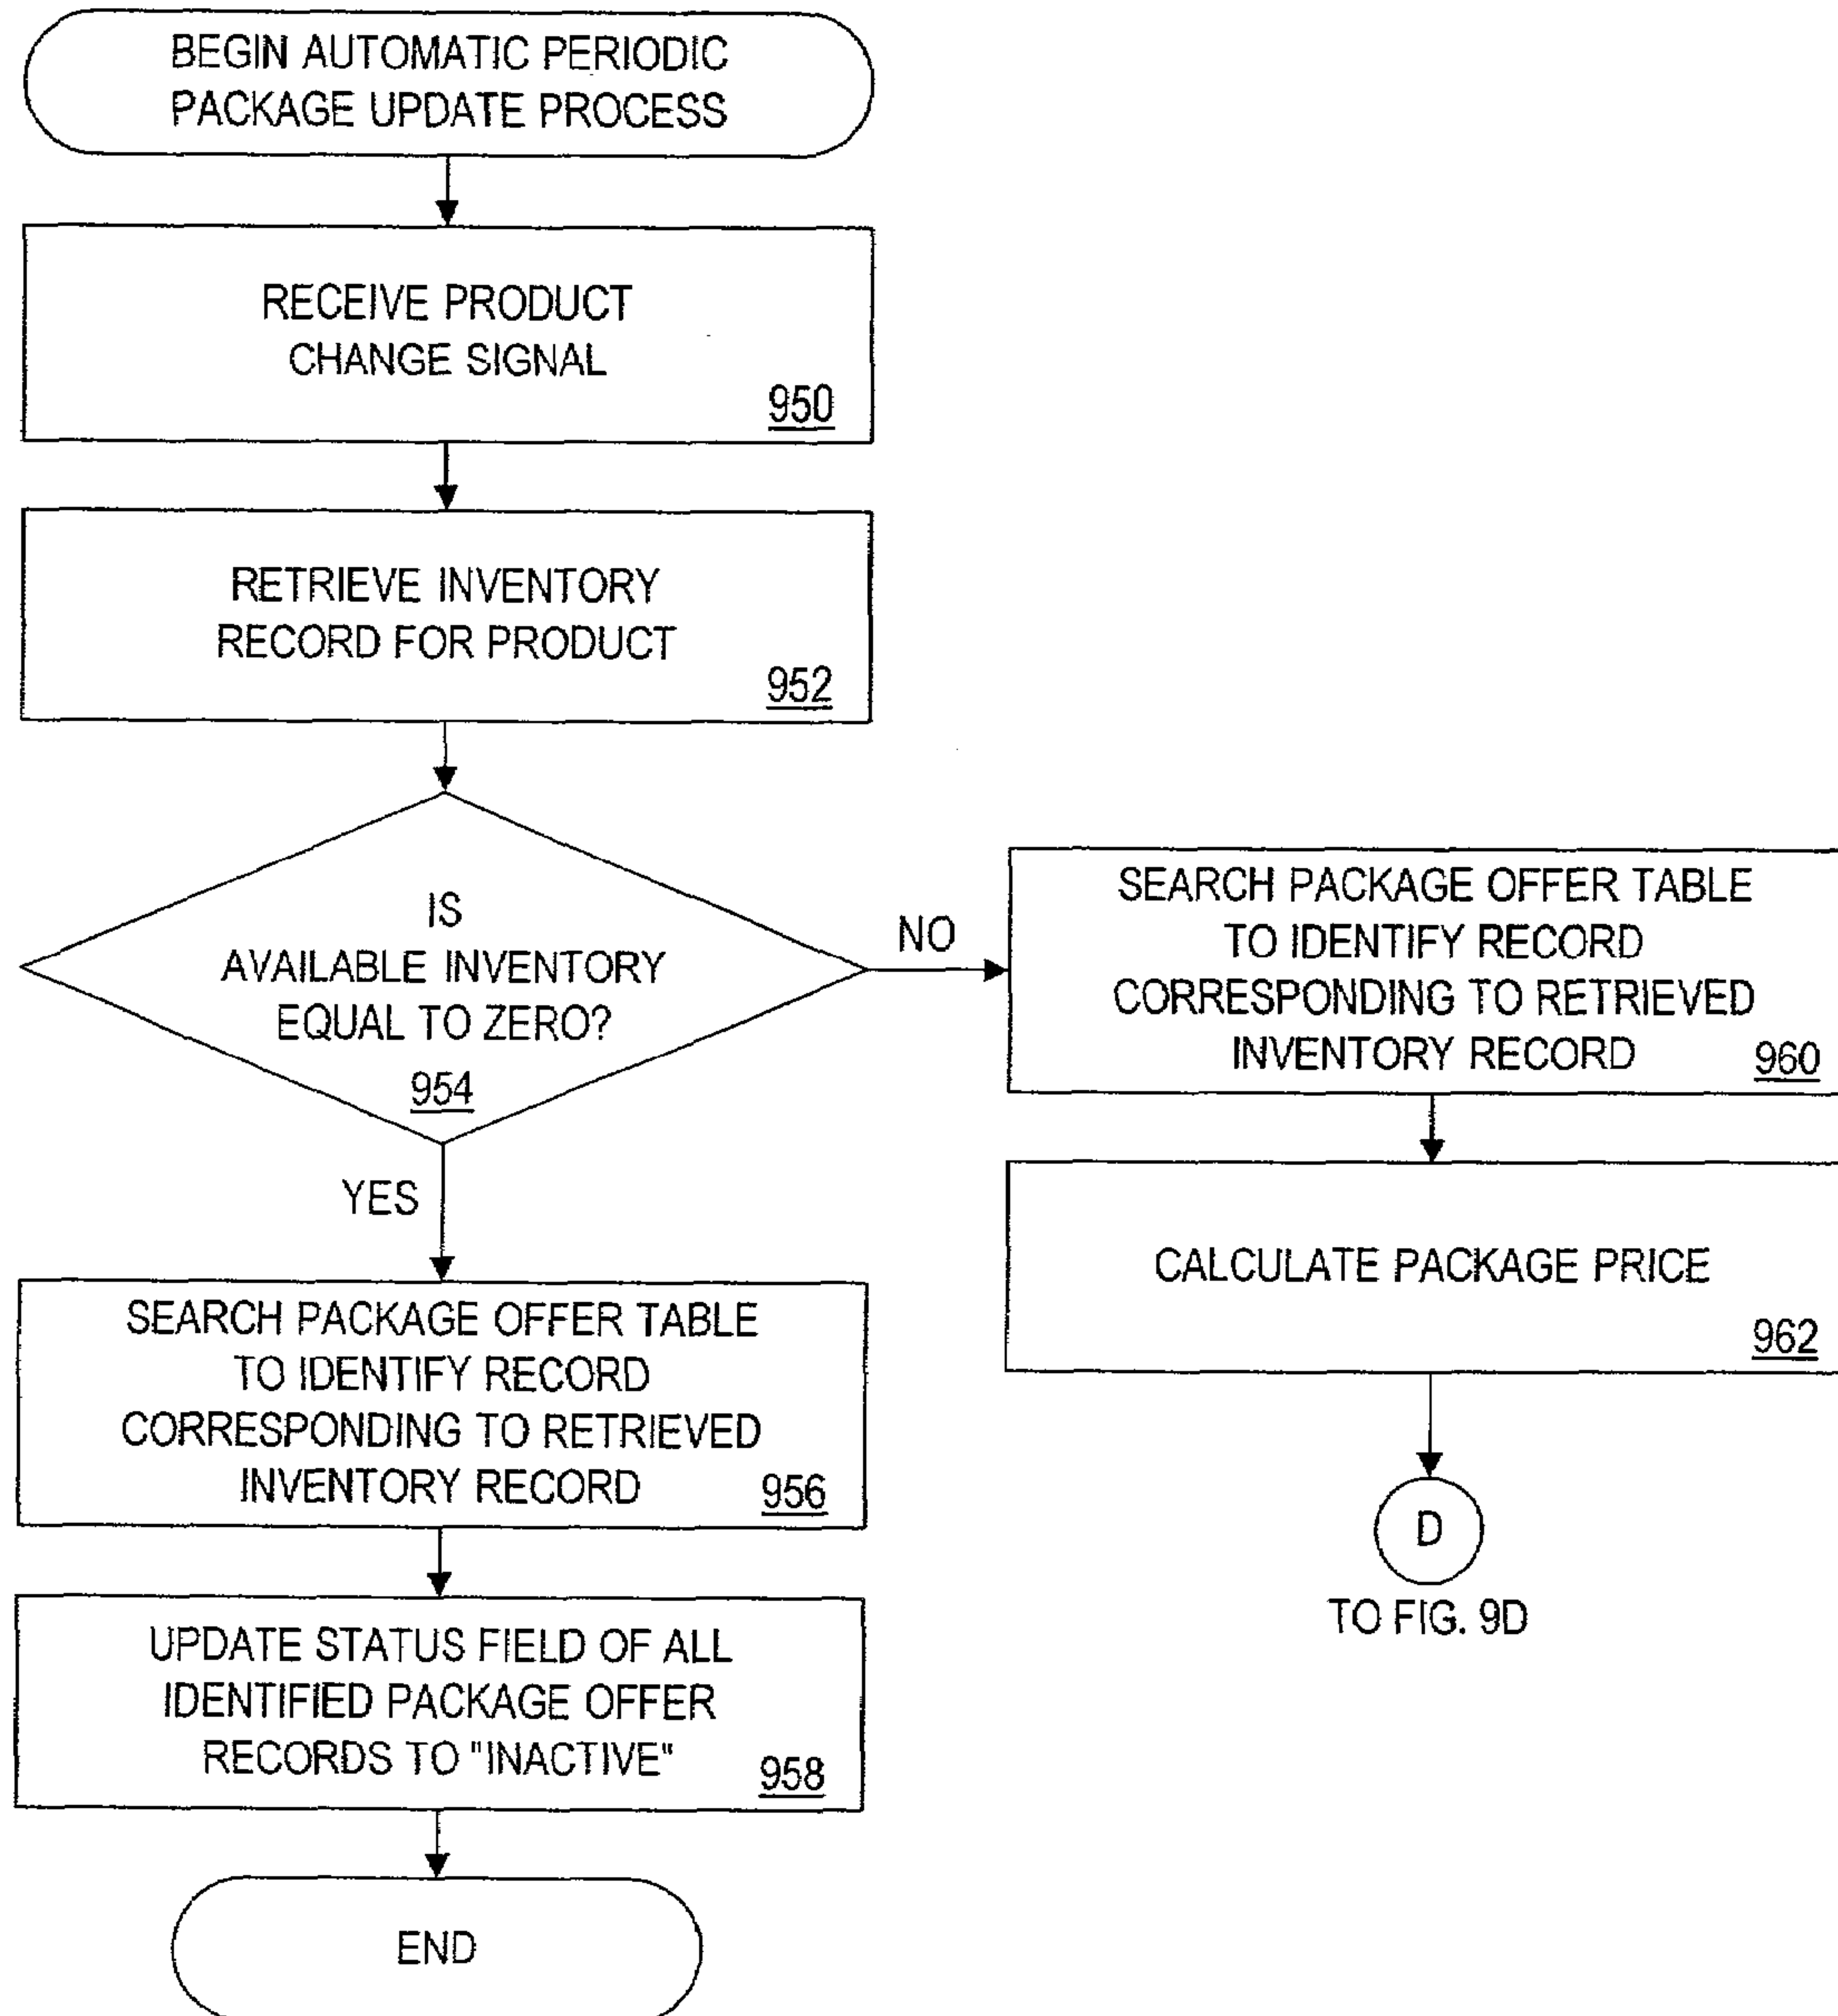 BEGIN AUTOMATIC PERIODIC
PACKAGE UPDATE PROCESS
RECEIVE PRODUCT
CHANGE SIGNAL
950
RETRIEVE INVENTORY
RECORD FOR PRODUCT
952
IS
AVAILABLE INVENTORY
EQUAL TO ZERO?
954
NO
YES
SEARCH PACKAGE OFFER TABLE
TO IDENTIFY RECORD
CORRESPONDING TO RETRIEVED
INVENTORY RECORD
956
UPDATE STATUS FIELD OF ALL
IDENTIFIED PACKAGE OFFER
RECORDS TO "INACTIVE"
958
END
SEARCH PACKAGE OFFER TABLE
TO IDENTIFY RECORD
CORRESPONDING TO RETRIEVED
INVENTORY RECORD
960
CALCULATE PACKAGE PRICE
962
D
TO FIG. 9D